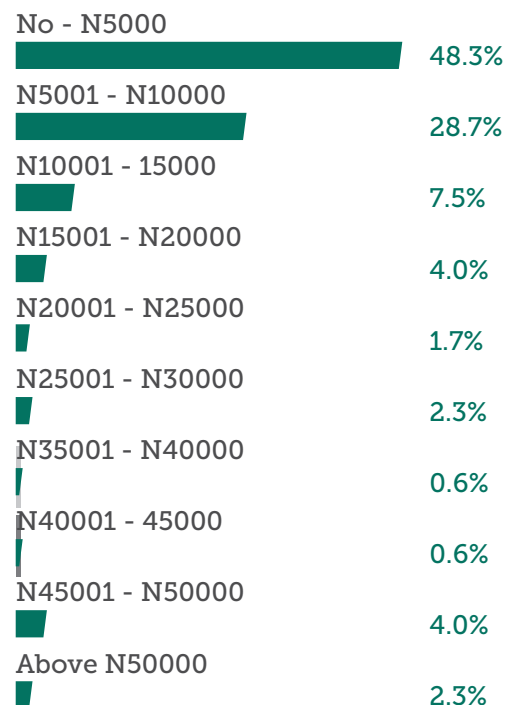 No - N5000
48.3%
N5001 - N10000
28.7%
N10001 - 15000
7.5%
N15001 - N20000
4.0%
N20001 - N25000
1.7%
N25001 - N30000
2.3%
N35001 - N40000
0.6%
N40001 - 45000
0.6%
N45001 - N50000
4.0%
Above N50000
2.3%